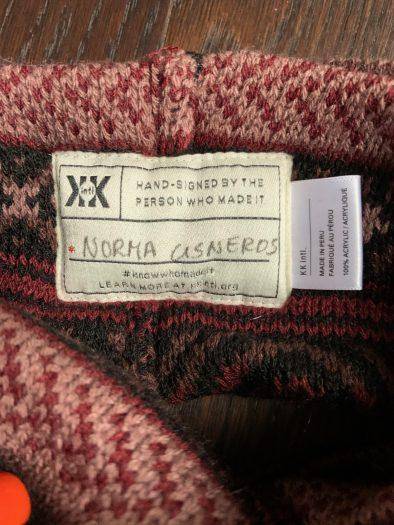 KK
intl
HAND-SIGNED BY THE
PERSON WHO MADE IT
* NORMA CISNEROS
#knowwhomadeit
LEARN MORE AT kkintl.org
KK intl.
MADE IN PERU
FABRIQUÉ AU PÉROU
100% ACRYLIC / ACRYLIQUE